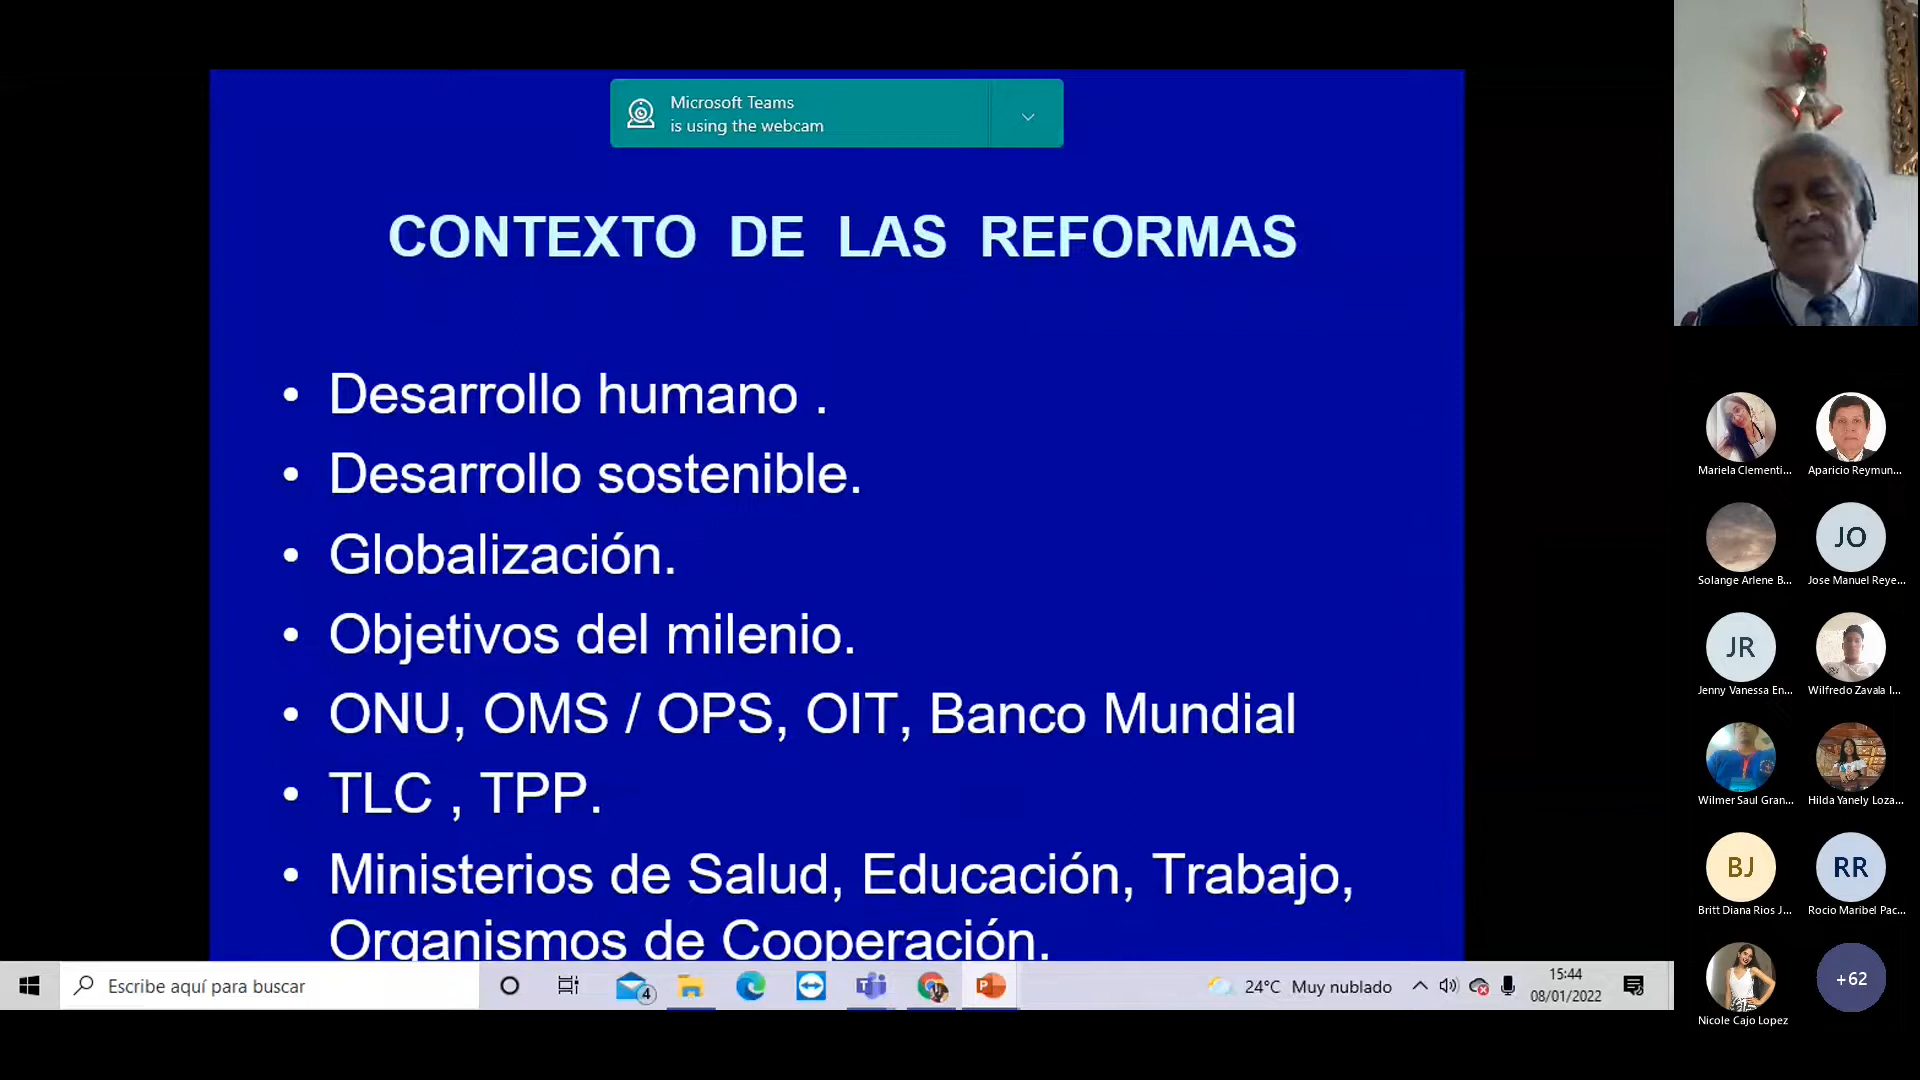 Microsoft Teams
is using the webcam
CONTEXTO DE LAS REFORMAS
• Desarrollo humano .
• Desarrollo sostenible.
• Globalización.
• Objetivos del milenio.
• ONU, OMS / OPS, OIT, Banco Mundial
• TLC , TPP.
• Ministerios de Salud, Educación, Trabajo,
Organismos de Cooperación.
Mariela Clementi...
Aparicio Reymun...
Solange Arlene B...
JO
Jose Manuel Reye...
JR
Jenny Vanessa En...
Wilfredo Zavala I...
Wilmer Saul Gran...
Hilda Yanely Loza...
BJ
Britt Diana Rios J...
RR
Rocio Maribel Pac...
Nicole Cajo Lopez
+62
Escribe aquí para buscar
4
24°C Muy nublado
15:44
08/01/2022